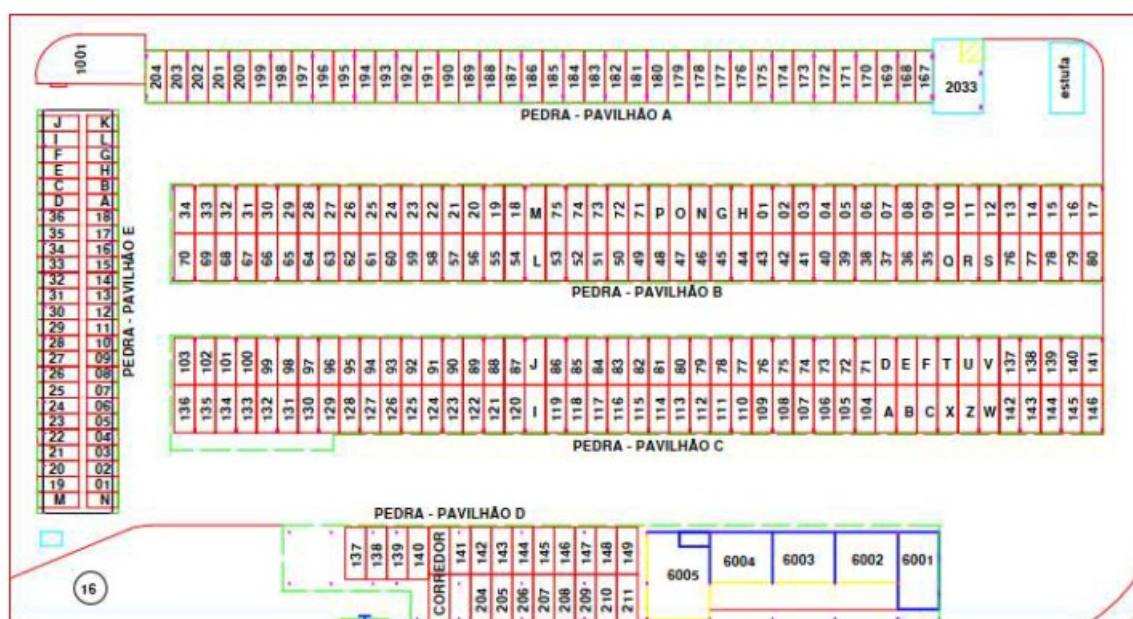 1001
204 203 202 201 200 199 198 197 196 195 194 193 192 191 190 189 188 187 186 185 184 183 182 181 180 179 178 177 176 175 174 173 172 171 170 169 168 167
2033
estufa
PEDRA - PAVILHÃO A
J K
I L
F G
E H
C B
D A
36 18
35 17
34 16
33 15
32 14
31 13
30 12
29 11
28 10
27 09
26 08
25 07
24 06
23 05
22 04
21 03
20 02
19 01
M N
PEDRA - PAVILHÃO E
34 33 32 31 30 29 28 27 26 25 24 23 22 21 20 19 18 M 75 74 73 72 71 P O N G H 01 02 03 04 05 06 07 08 09 10 11 12 13 14 15 16 17
70 69 68 67 66 65 64 63 62 61 60 59 58 57 56 55 54 L 53 52 51 50 49 48 47 46 45 44 43 42 41 40 39 38 37 36 35 Q R S 76 77 78 79 80
PEDRA - PAVILHÃO B
103 102 101 100 99 98 97 96 95 94 93 92 91 90 89 88 87 J 86 85 84 83 82 81 80 79 78 77 76 75 74 73 72 71 D E F T U V 137 138 139 140 141
136 135 134 133 132 131 130 129 128 127 126 125 124 123 122 121 120 I 119 118 117 116 115 114 113 112 111 110 109 108 107 106 105 104 A B C X Z W 142 143 144 145 146
PEDRA - PAVILHÃO C
PEDRA - PAVILHÃO D
137 138 139 140 CORREDOR 141 142 143 144 145 146 147 148 149
204 205 206 207 208 209 210 211
6005 6004 6003 6002 6001
16